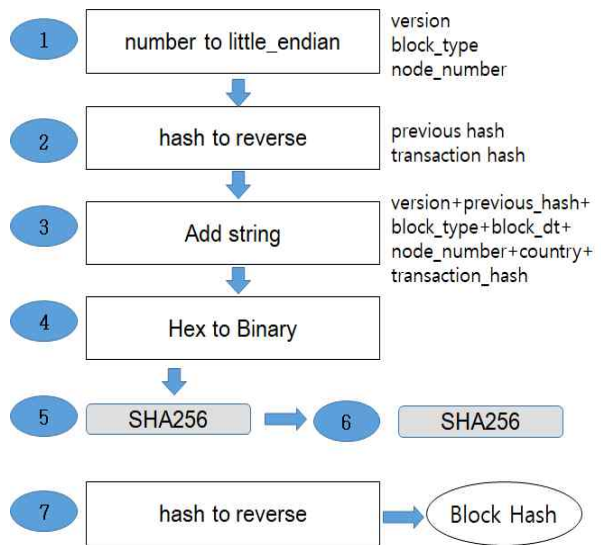 1
number to little_endian
version
block_type
node_number
2
hash to reverse
previous hash
transaction hash
3
Add string
version+previous_hash+
block_type+block_dt+
node_number+country+
transaction_hash
4
Hex to Binary
5
SHA256
6
SHA256
7
hash to reverse
Block Hash